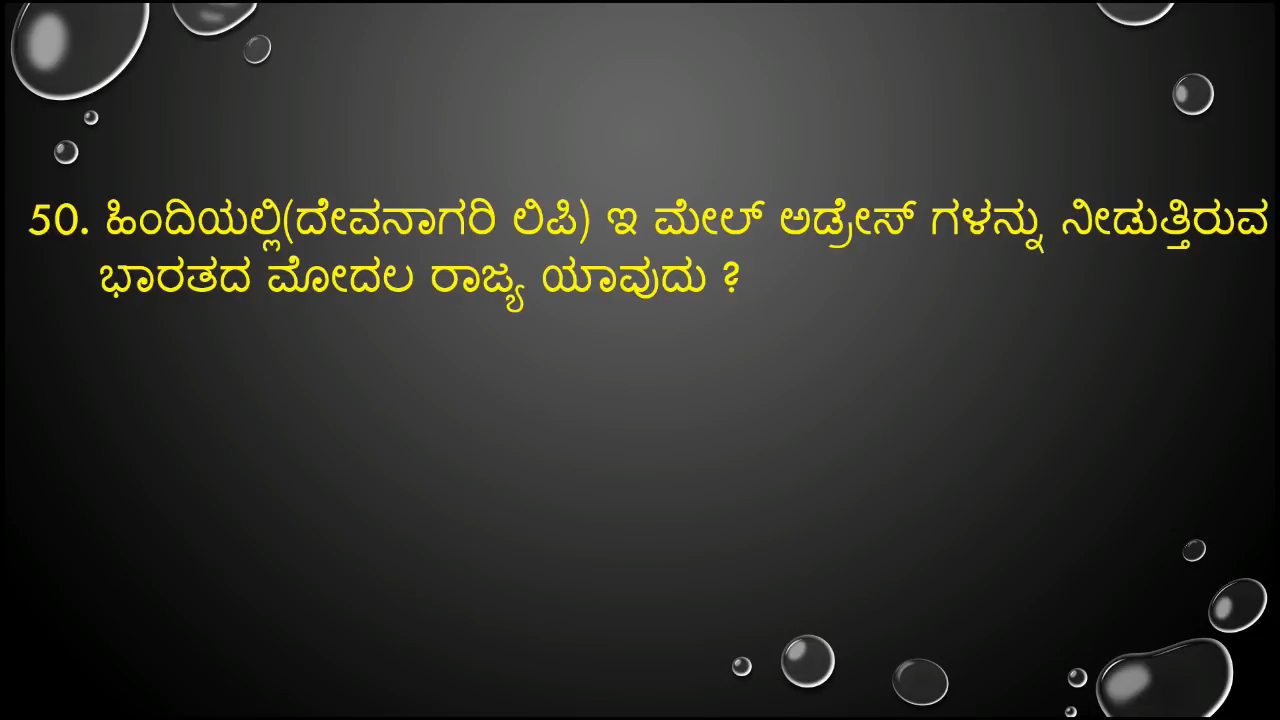 50. ಹಿಂದಿಯಲ್ಲಿ(ದೇವನಾಗರಿ ಲಿಪಿ) ಇ ಮೇಲ್ ಅಡ್ರೇಸ್ ಗಳನ್ನು ನೀಡುತ್ತಿರುವ
ಭಾರತದ ಮೋದಲ ರಾಜ್ಯ ಯಾವುದು ?